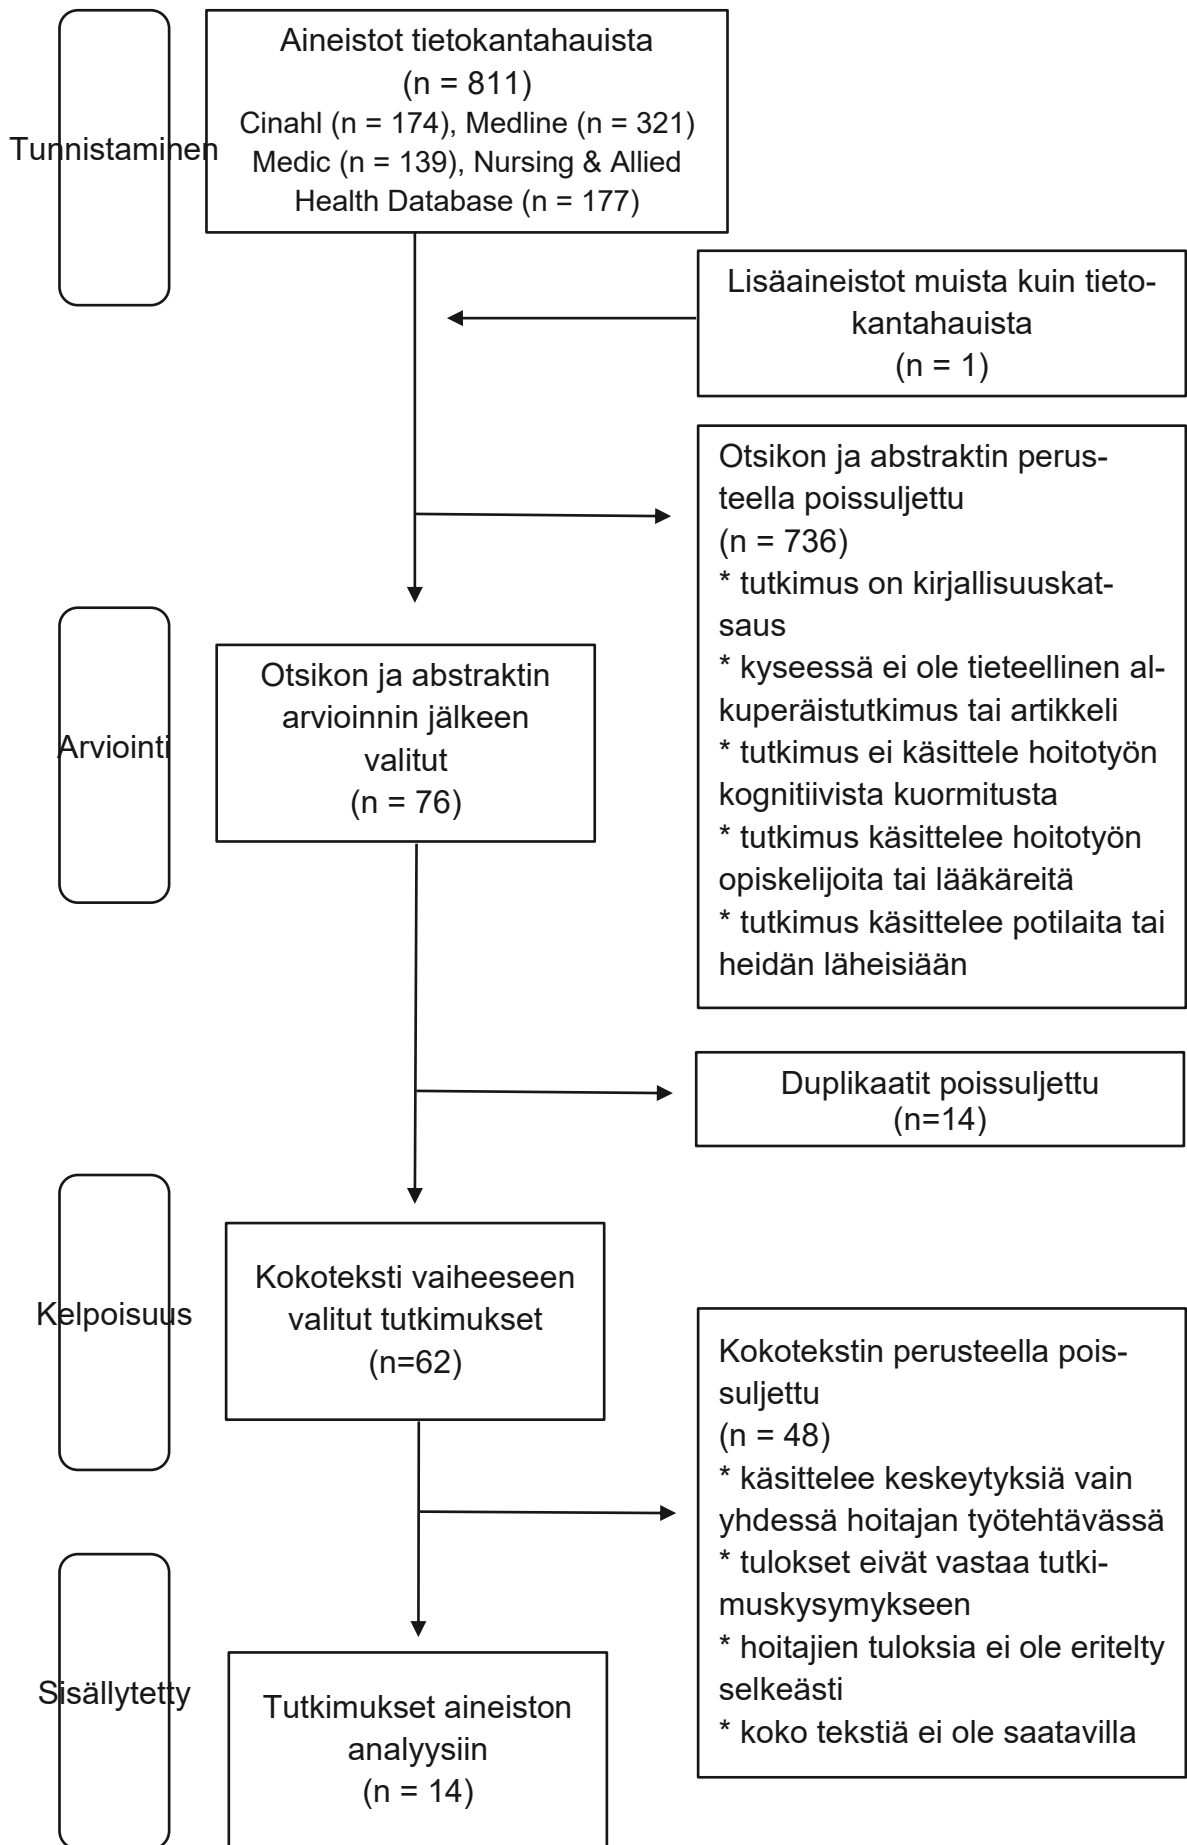 Tunnistaminen
Aineistot tietokantahauista
(n = 811)
Cinahl (n = 174), Medline (n = 321)
Medic (n = 139), Nursing & Allied
Health Database (n = 177)
Lisäaineistot muista kuin tieto-
kantahauista
(n = 1)
Otsikon ja abstraktin perus-
teella poissuljettu
(n = 736)
* tutkimus on kirjallisuuskat-
saus
* kyseessä ei ole tieteellinen al-
kuperäistutkimus tai artikkeli
* tutkimus ei käsittele hoitotyön
kognitiivista kuormitusta
* tutkimus käsittelee hoitotyön
opiskelijoita tai lääkäreitä
* tutkimus käsittelee potilaita tai
heidän läheisiään
Arviointi
Otsikon ja abstraktin
arvioinnin jälkeen
valitut
(n = 76)
Duplikaatit poissuljettu
(n=14)
Kelpoisuus
Kokoteksti vaiheeseen
valitut tutkimukset
(n=62)
Kokotekstin perusteella pois-
suljettu
(n = 48)
* käsittelee keskeytyksiä vain
yhdessä hoitajan työtehtävässä
* tulokset eivät vastaa tutki-
muskysymykseen
* hoitajien tuloksia ei ole eritelty
selkeästi
* koko tekstiä ei ole saatavilla
Sisällytetty
Tutkimukset aineiston
analyysiin
(n = 14)